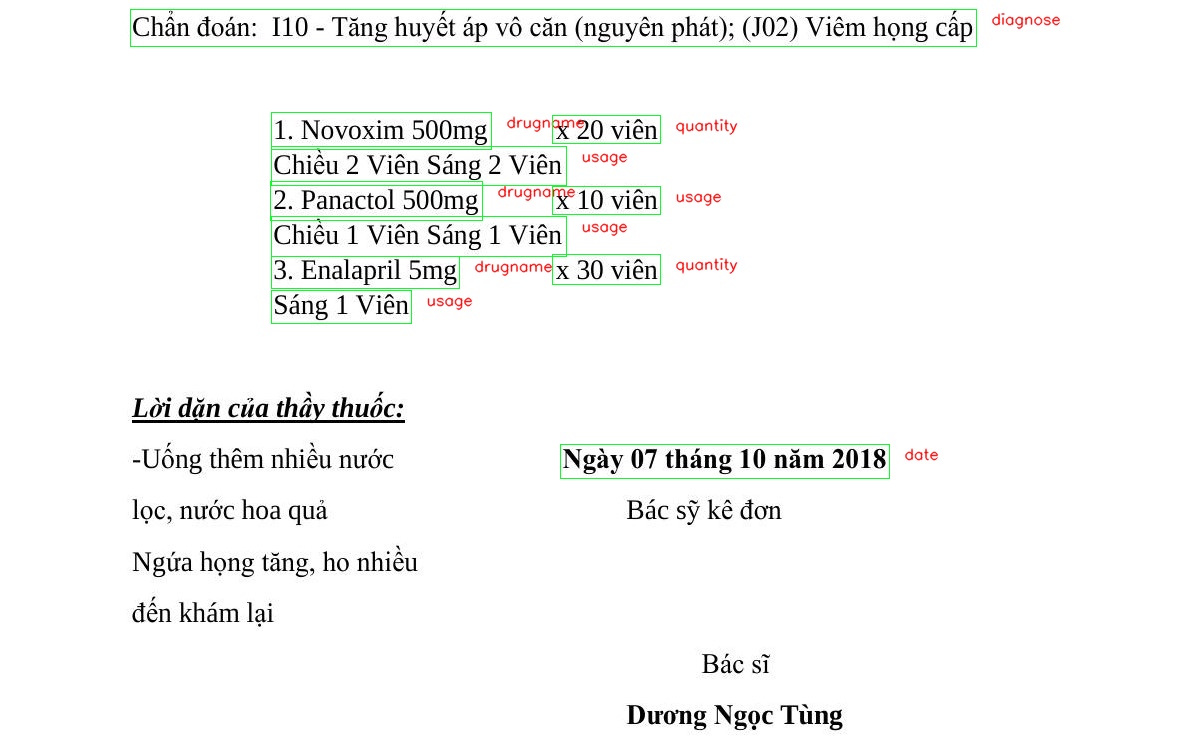 Chẩn đoán: I10 - Tăng huyết áp vô căn (nguyên phát); (J02) Viêm họng cấp diagnose
1. Novoxim 500mg drugname x 20 viên quantity
Chiều 2 Viên Sáng 2 Viên usage
2. Panactol 500mg drugname x 10 viên usage
Chiều 1 Viên Sáng 1 Viên usage
3. Enalapril 5mg drugname x 30 viên quantity
Sáng 1 Viên usage
Lời dặn của thầy thuốc:
-Uống thêm nhiều nước
lọc, nước hoa quả
Ngứa họng tăng, ho nhiều
đến khám lại
Ngày 07 tháng 10 năm 2018 date
Bác sỹ kê đơn
Bác sĩ
Dương Ngọc Tùng